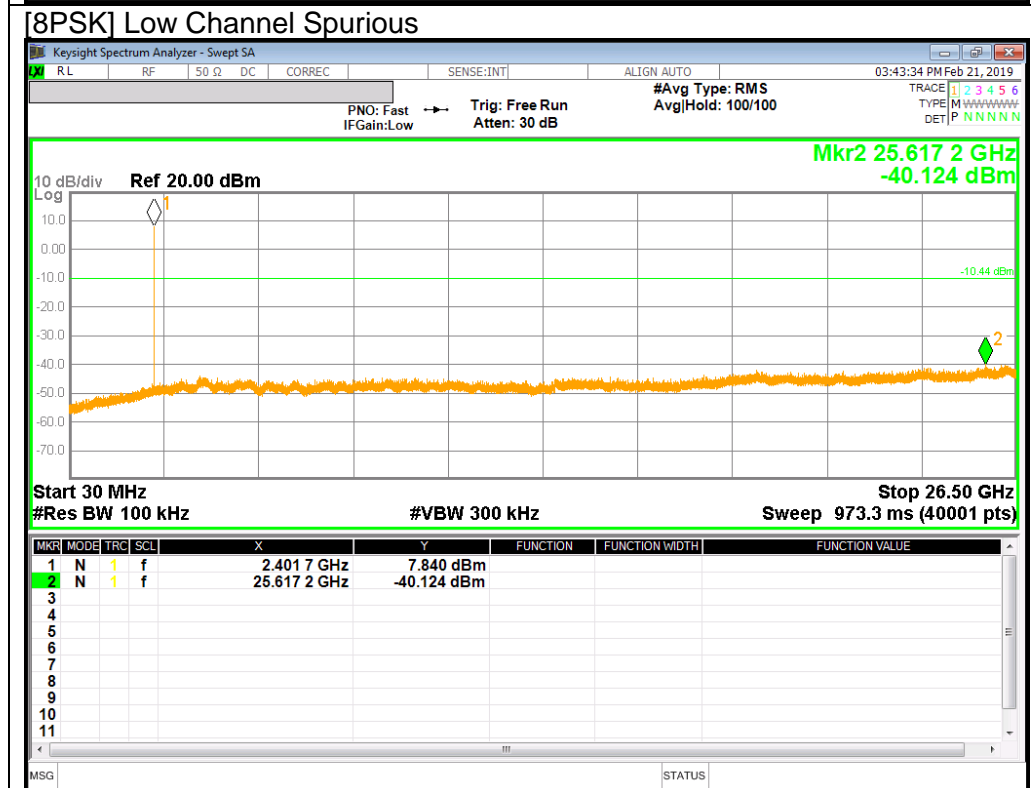 [8PSK] Low Channel Spurious
Keysight Spectrum Analyzer - Swept SA
LXI RL RF 50 Ω DC CORREC SENSE:INT ALIGN AUTO 03:43:34 PM Feb 21, 2019
#Avg Type: RMS TRACE 1 2 3 4 5 6
PNO: Fast Trig: Free Run Avg|Hold: 100/100 TYPE M WWWWW
IFGain:Low Atten: 30 dB DET P N N N N N
Mkr2 25.617 2 GHz
10 dB/div Ref 20.00 dBm -40.124 dBm
Log
1
10.0
0.00
-10.0
-10.44 dBm
-20.0
-30.0
2
-40.0
-50.0
-60.0
-70.0
Start 30 MHz Stop 26.50 GHz
#Res BW 100 kHz #VBW 300 kHz Sweep 973.3 ms (40001 pts)
MKR MODE TRC SCL X Y FUNCTION FUNCTION WIDTH FUNCTION VALUE
1 N 1 f 2.401 7 GHz 7.840 dBm
2 N 1 f 25.617 2 GHz -40.124 dBm
3
4
5
6
7
8
9
10
11
MSG STATUS